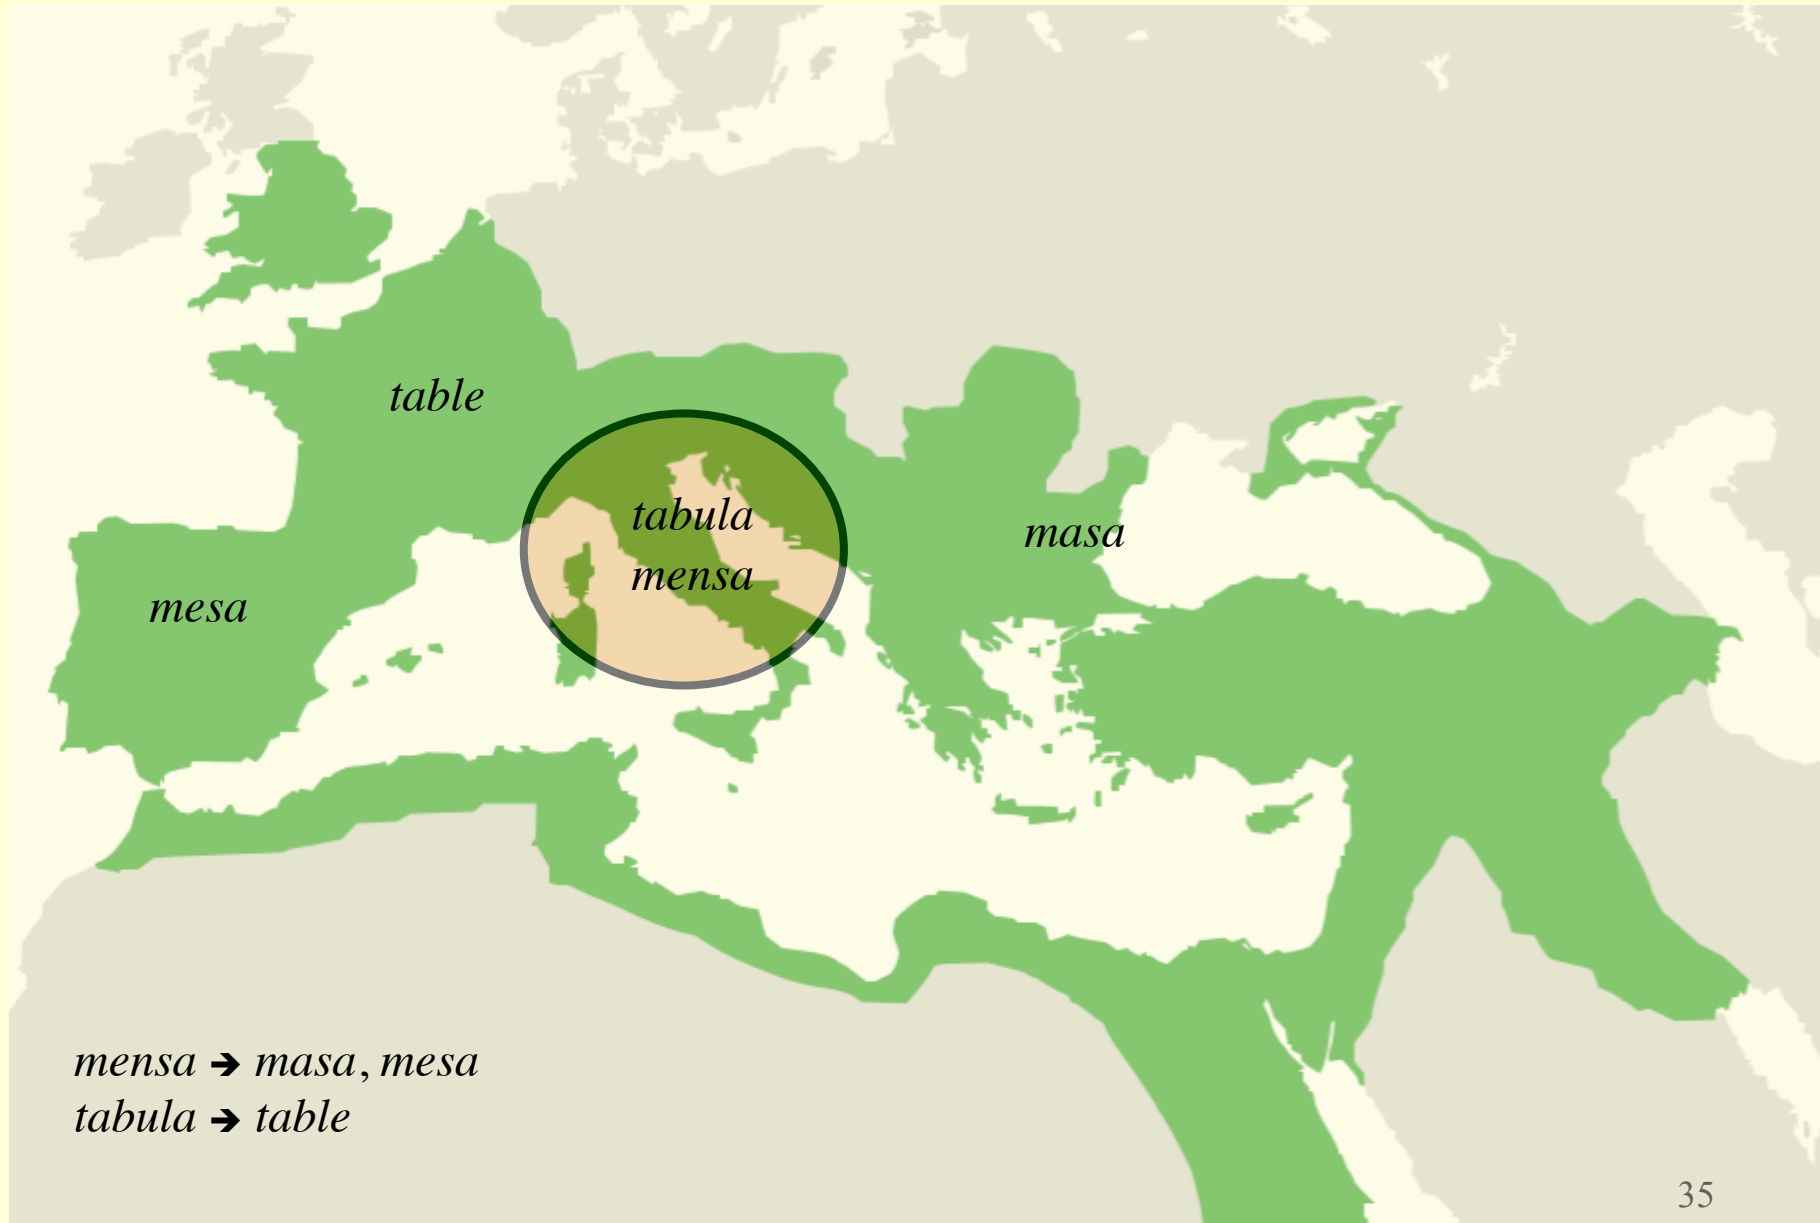 table
tabula
masa
mensa
mesa
mensa ➔ masa, mesa
tabula ➔ table
35